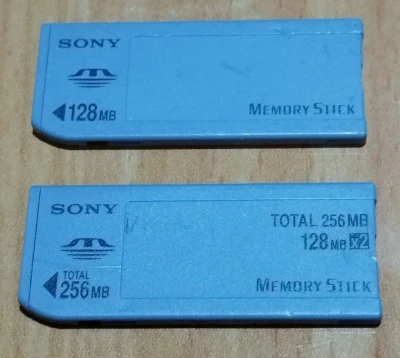 SONY
128MB
MEMORY STICK
SONY
TOTAL 256MB
128MB X2
TOTAL
256MB
MEMORY STICK